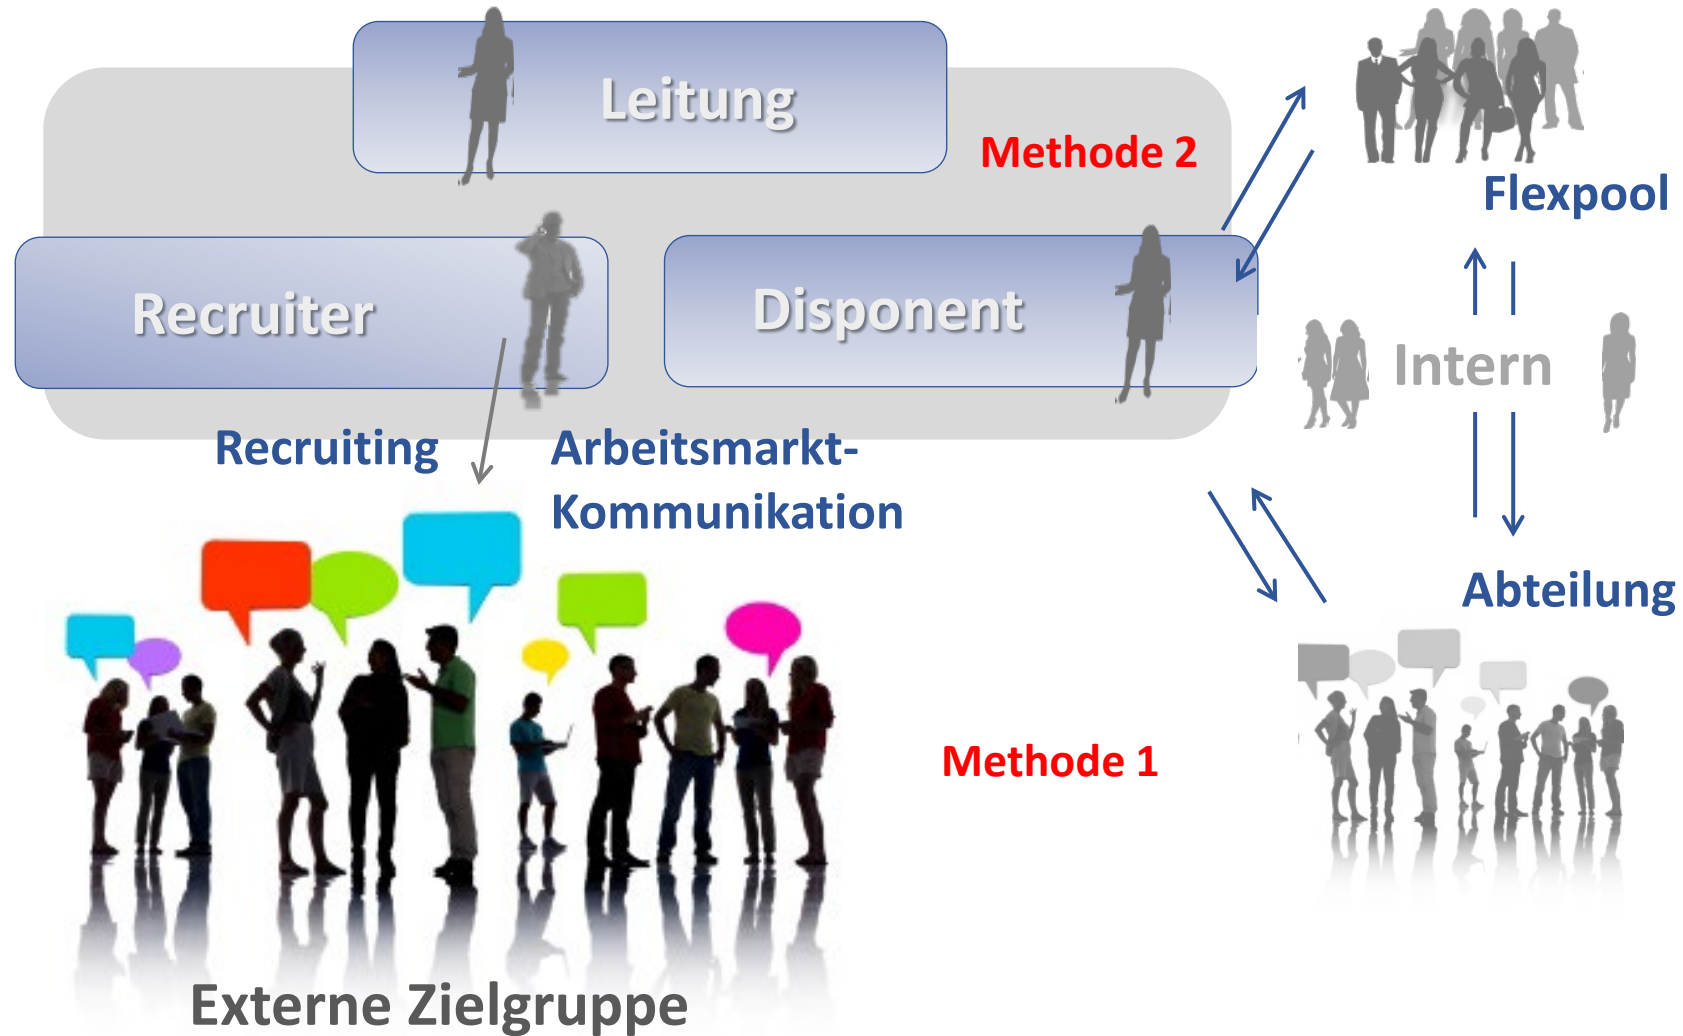 Leitung
Methode 2
Flexpool
Recruiter
Disponent
Intern
Recruiting
Arbeitsmarkt-
Kommunikation
Abteilung
Methode 1
Externe Zielgruppe